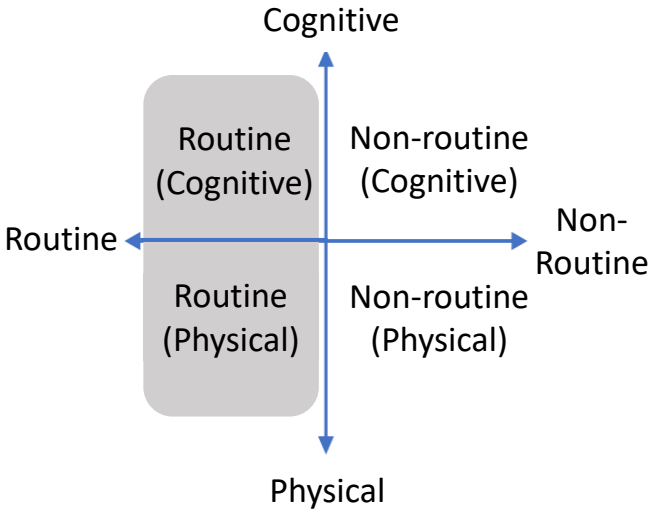 Cognitive
Routine
(Cognitive)
Non-routine
(Cognitive)
Routine
Non-
Routine
Routine
(Physical)
Non-routine
(Physical)
Physical